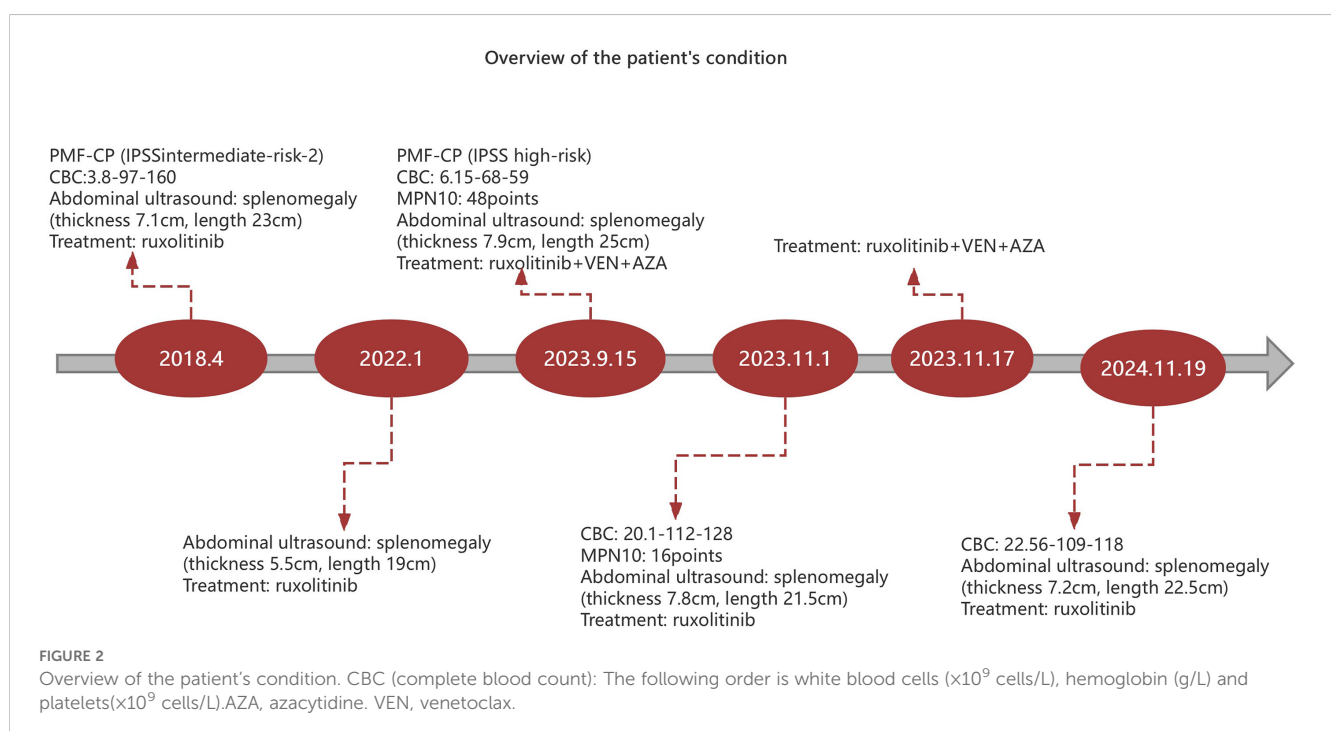 Overview of the patient's condition
PMF-CP (IPSSintermediate-risk-2)
CBC:3.8-97-160
Abdominal ultrasound: splenomegaly
(thickness 7.1cm, length 23cm)
Treatment: ruxolitinib
PMF-CP (IPSS high-risk)
CBC: 6.15-68-59
MPN10: 48points
Abdominal ultrasound: splenomegaly
(thickness 7.9cm, length 25cm)
Treatment: ruxolitinib+VEN+AZA
Treatment: ruxolitinib+VEN+AZA
2018.4
2022.1
2023.9.15
2023.11.1
2023.11.17
2024.11.19
Abdominal ultrasound: splenomegaly
(thickness 5.5cm, length 19cm)
Treatment: ruxolitinib
CBC: 20.1-112-128
MPN10: 16points
Abdominal ultrasound: splenomegaly
(thickness 7.8cm, length 21.5cm)
Treatment: ruxolitinib
CBC: 22.56-109-118
Abdominal ultrasound: splenomegaly
(thickness 7.2cm, length 22.5cm)
Treatment: ruxolitinib
FIGURE 2
Overview of the patient’s condition. CBC (complete blood count): The following order is white blood cells (×10⁹ cells/L), hemoglobin (g/L) and
platelets(×10⁹ cells/L).AZA, azacytidine. VEN, venetoclax.